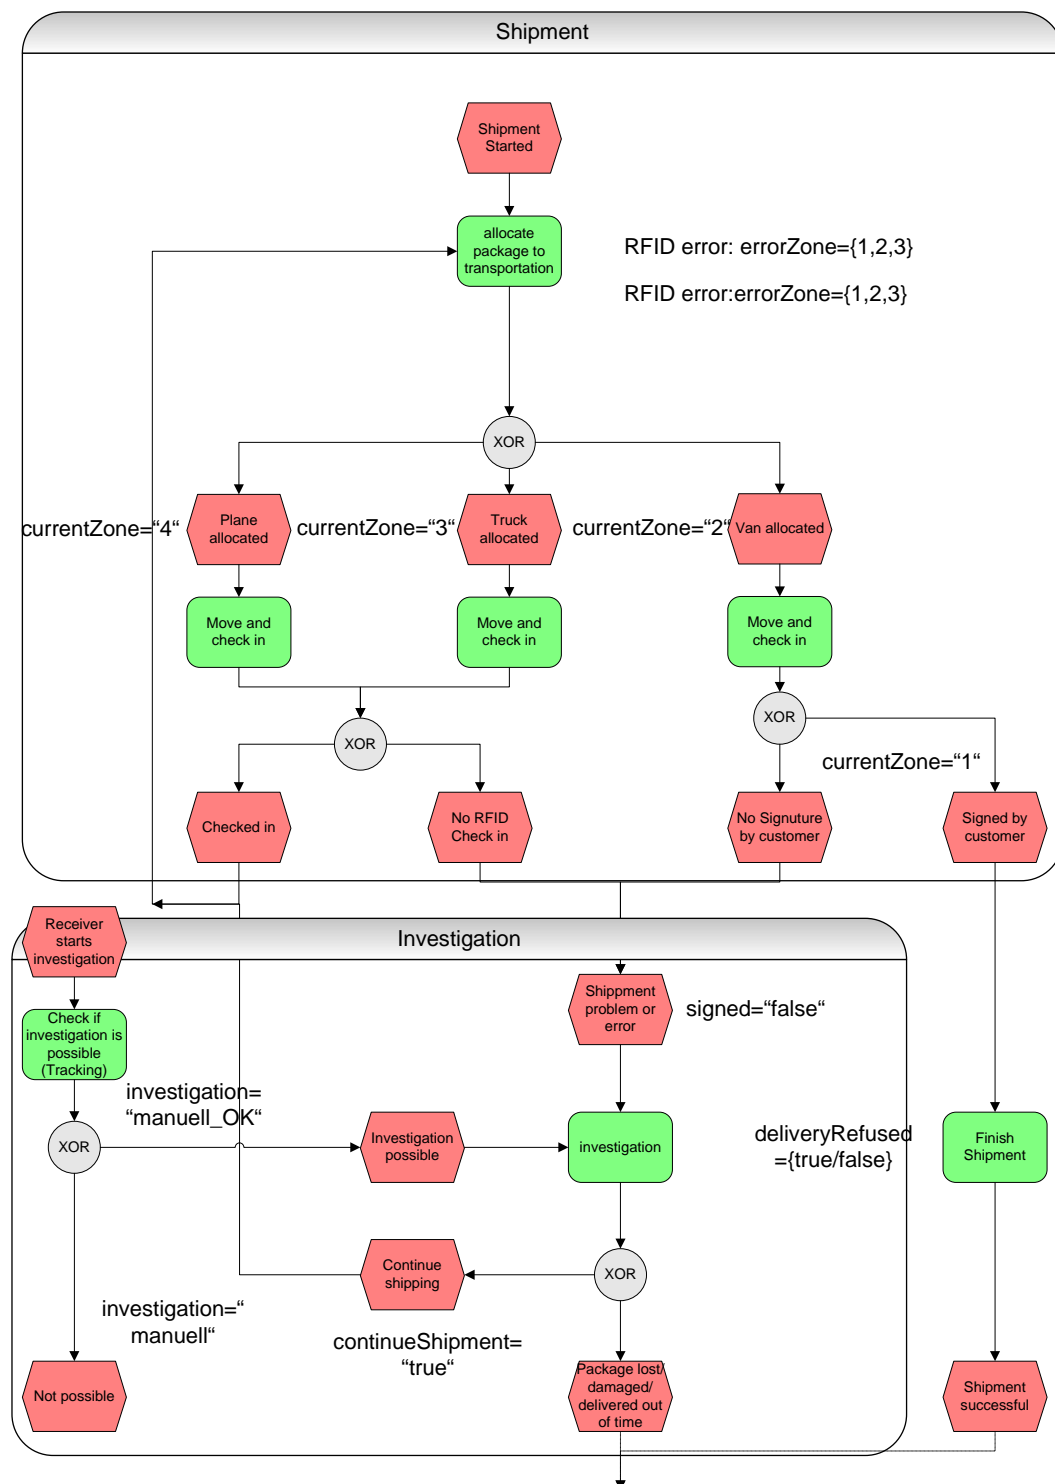 Shipment
Shipment
Started
allocate
package to
transportation
RFID error: errorZone={1,2,3}
RFID error:errorZone={1,2,3}
XOR
currentZone=“4“
Plane
allocated
currentZone=“3“
Truck
allocated
currentZone=“2“
Van allocated
Move and
check in
Move and
check in
Move and
check in
XOR
XOR
currentZone=“1“
Checked in
No RFID
Check in
No Signuture
by customer
Signed by
customer
Investigation
Receiver
starts
investigation
Shippment
problem or
error
signed=“false“
Check if
investigation is
possible
(Tracking)
investigation=
“manuell_OK“
XOR
Investigation
possible
investigation
deliveryRefused
={true/false}
Finish
Shipment
Continue
shipping
XOR
investigation=“
manuell“
continueShipment=
“true“
Not possible
Package lost/
damaged/
delivered out
of time
Shipment
successful